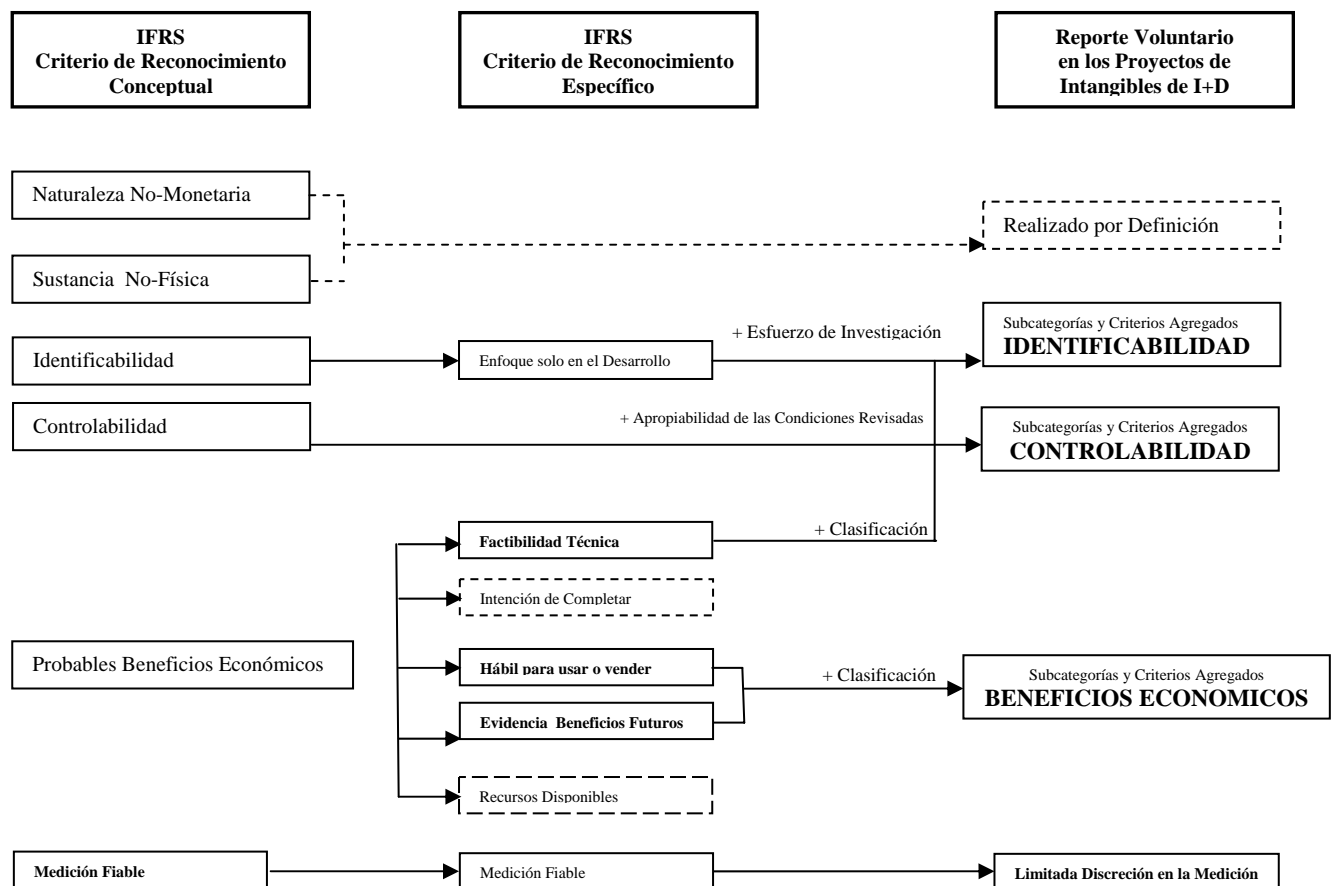 IFRS
Criterio de Reconocimiento
Conceptual
IFRS
Criterio de Reconocimiento
Específico
Reporte Voluntario
en los Proyectos de
Intangibles de I+D
Naturaleza No-Monetaria
Realizado por Definición
Sustancia No-Física
Identificabilidad
Enfoque solo en el Desarrollo
+ Esfuerzo de Investigación
Subcategorías y Criterios Agregados
IDENTIFICABILIDAD
Controlabilidad
+ Apropiabilidad de las Condiciones Revisadas
Subcategorías y Criterios Agregados
CONTROLABILIDAD
Factibilidad Técnica
+ Clasificación
Intención de Completar
Probables Beneficios Económicos
Hábil para usar o vender
+ Clasificación
Subcategorías y Criterios Agregados
BENEFICIOS ECONOMICOS
Evidencia Beneficios Futuros
Recursos Disponibles
Medición Fiable
Medición Fiable
Limitada Discreción en la Medición